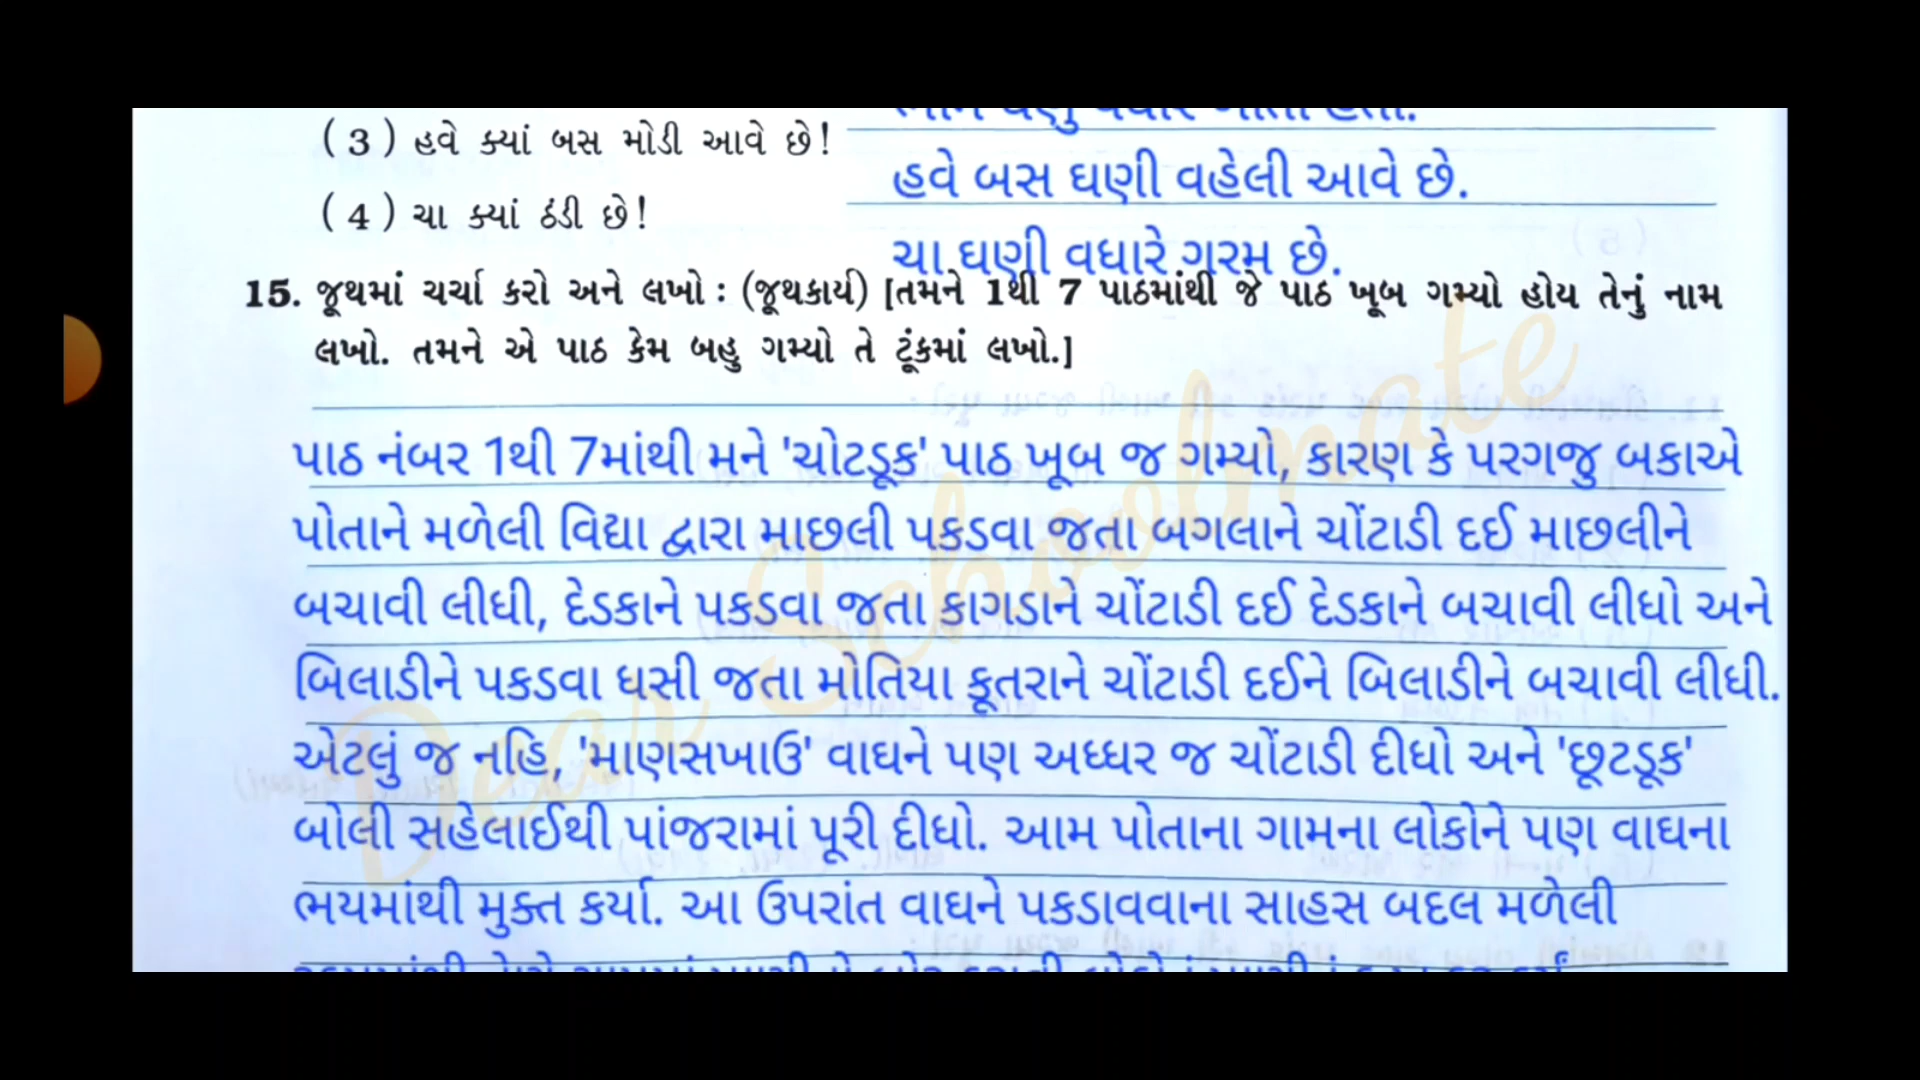 (3) હવે ક્યાં બસ મોડી આવે છે!
હવે બસ ઘણી વહેલી આવે છે.
(4) ચા ક્યાં ઠંડી છે!
ચા ઘણી વધારે ગરમ છે.
15. જૂથમાં ચર્ચા કરો અને લખો : (જૂથકાર્ય) [તમને 1થી 7 પાઠમાંથી જે પાઠ ખૂબ ગમ્યો હોય તેનું નામ
લખો. તમને એ પાઠ કેમ બહુ ગમ્યો તે ટૂંકમાં લખો.]
પાઠ નંબર 1થી 7માંથી મને 'ચોટડૂક' પાઠ ખૂબ જ ગમ્યો, કારણ કે પરગજુ બકાએ
પોતાને મળેલી વિદ્યા દ્વારા માછલી પકડવા જતા બગલાને ચોંટાડી દઈ માછલીને
બચાવી લીધી, દેડકાને પકડવા જતા કાગડાને ચોંટાડી દઈ દેડકાને બચાવી લીધો અને
બિલાડીને પકડવા ધસી જતા મોતિયા કૂતરાને ચોંટાડી દઈને બિલાડીને બચાવી લીધી.
એટલું જ નહિ, 'માણસખાઉ' વાઘને પણ અધ્ધર જ ચોંટાડી દીધો અને 'છૂટડૂક'
બોલી સહેલાઈથી પાંજરામાં પૂરી દીધો. આમ પોતાના ગામના લોકોને પણ વાઘના
ભયમાંથી મુક્ત કર્યા. આ ઉપરાંત વાઘને પકડાવવાના સાહસ બદલ મળેલી
Dear Schoolmate